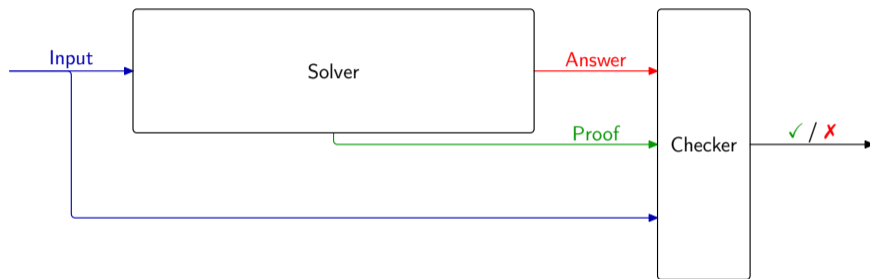 Input
Solver
Answer
Proof
Checker
✓ / ✗